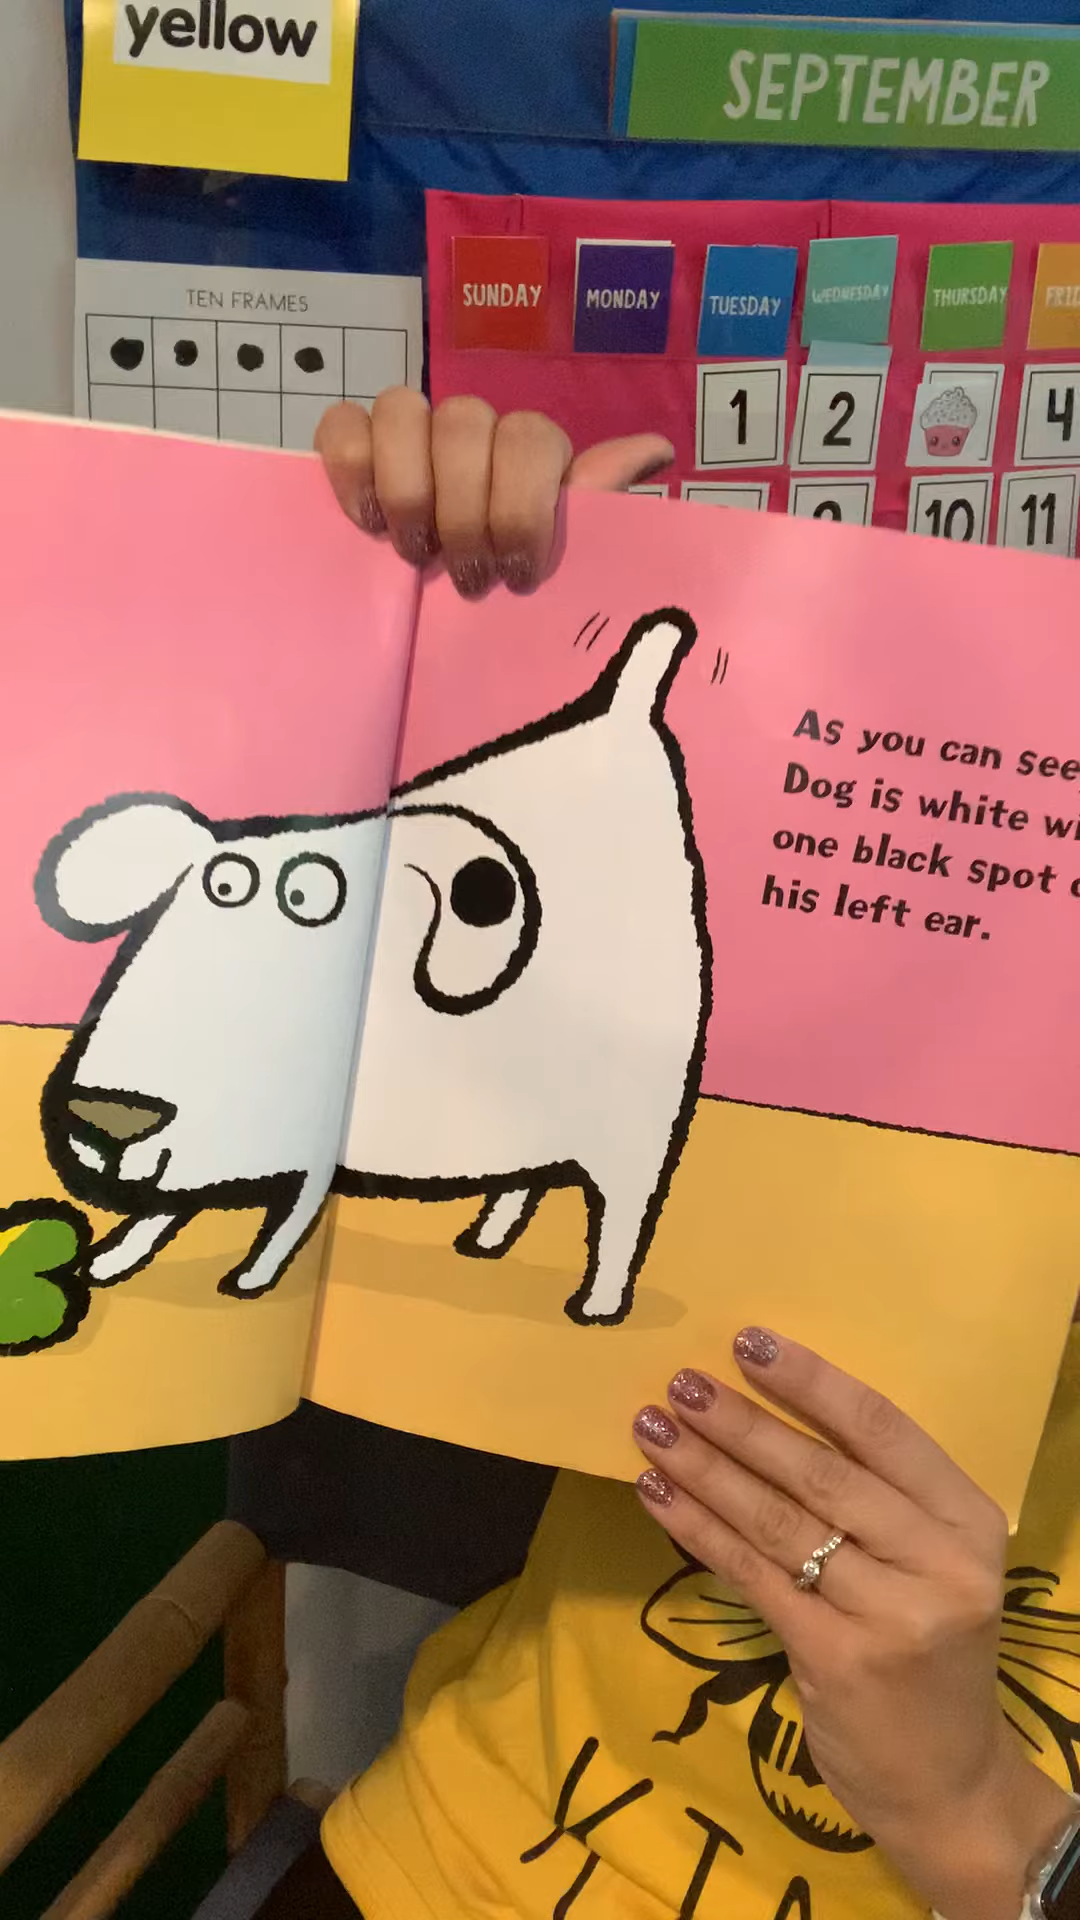 yellow
SEPTEMBER
SUNDAY MONDAY TUESDAY WEDNESDAY THURSDAY
TEN FRAMES
1 2 4
10 11
As you can see,
Dog is white
one black spot
his left ear.